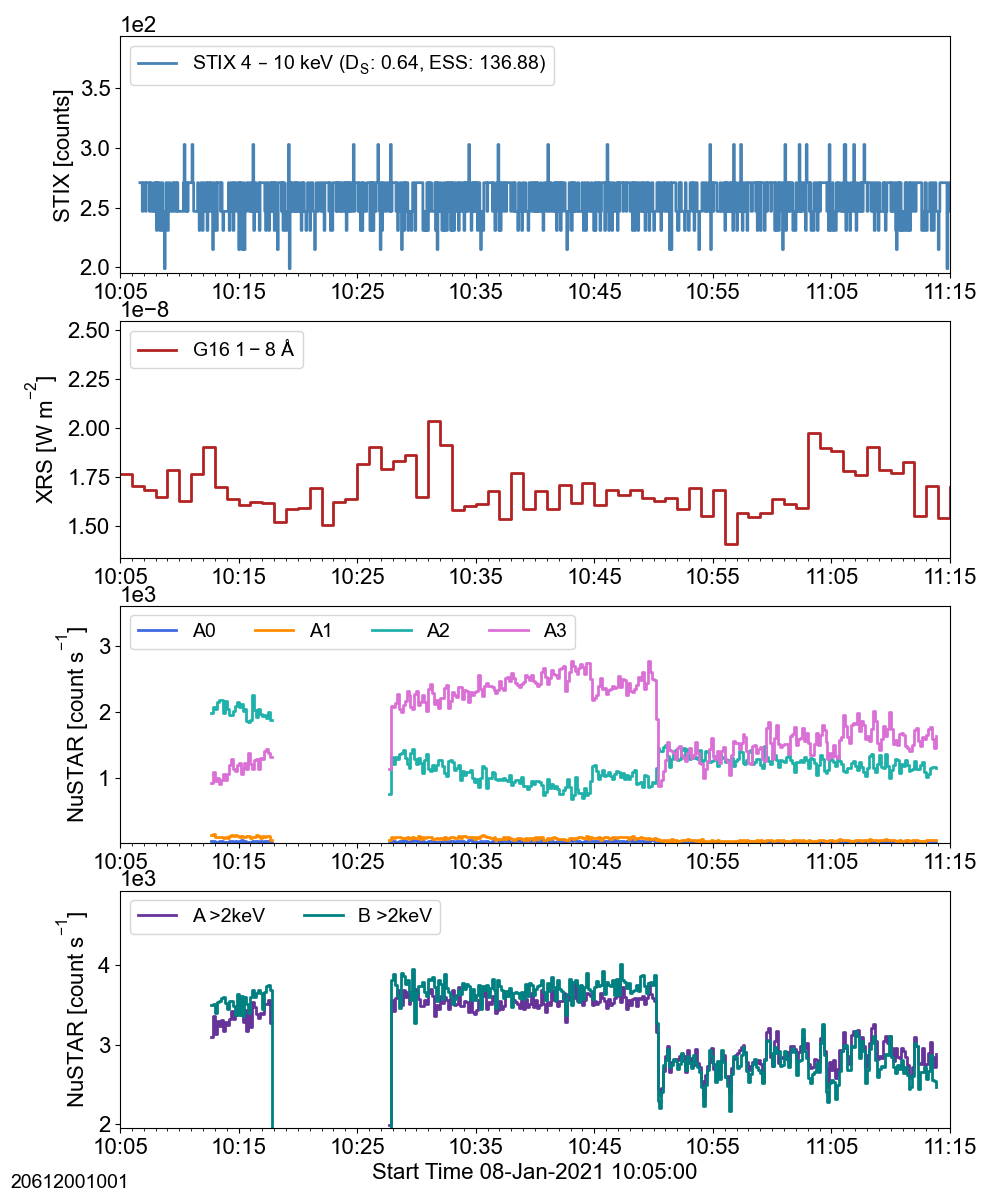 1e2
STIX [counts]
3.5
3.0
2.5
2.0
STIX 4 – 10 keV (DS: 0.64, ESS: 136.88)
10:05 10:15 10:25 10:35 10:45 10:55 11:05 11:15
1e−8
XRS [W m−2]
2.50
2.25
2.00
1.75
1.50
G16 1 – 8 Å
10:05 10:15 10:25 10:35 10:45 10:55 11:05 11:15
1e3
NuSTAR [count s−1]
3
2
1
A0 A1 A2 A3
10:05 10:15 10:25 10:35 10:45 10:55 11:05 11:15
1e3
NuSTAR [count s−1]
4
3
2
A >2keV B >2keV
10:05 10:15 10:25 10:35 10:45 10:55 11:05 11:15
Start Time 08-Jan-2021 10:05:00
20612001001